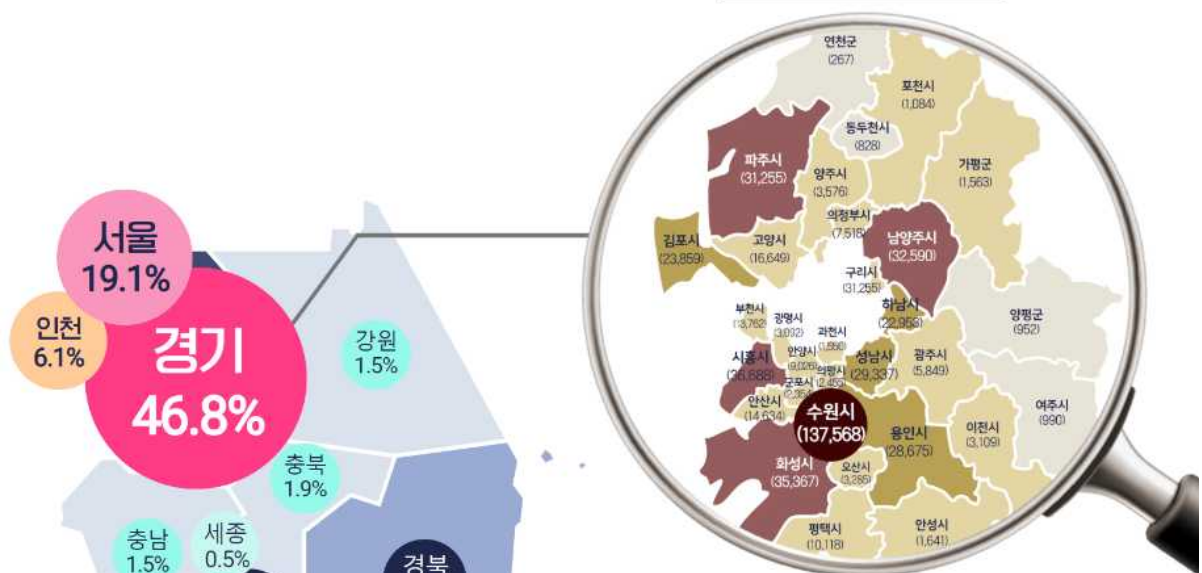 서울
19.1%
인천
6.1%
경기
46.8%
강원
1.5%
충북
1.9%
충남
1.5%
세종
0.5%
경북
연천군
(267)
포천시
(1,084)
동두천시
(828)
파주시
(31,255)
양주시
(3,576)
가평군
(1,563)
의정부시
(7,518)
김포시
(23,859)
고양시
(16,649)
남양주시
(32,590)
구리시
(31,255)
하남시
(22,958)
양평군
(952)
부천시
(13,762)
광명시
(3,092)
과천시
시흥시
(36,688)
안양시
(9,026)
의왕시
(2,455)
성남시
(29,337)
광주시
(5,849)
군포시
안산시
(14,634)
수원시
(137,568)
여주시
(990)
이천시
(3,109)
용인시
(28,675)
화성시
(35,367)
오산시
(3,285)
평택시
(10,118)
안성시
(1,641)